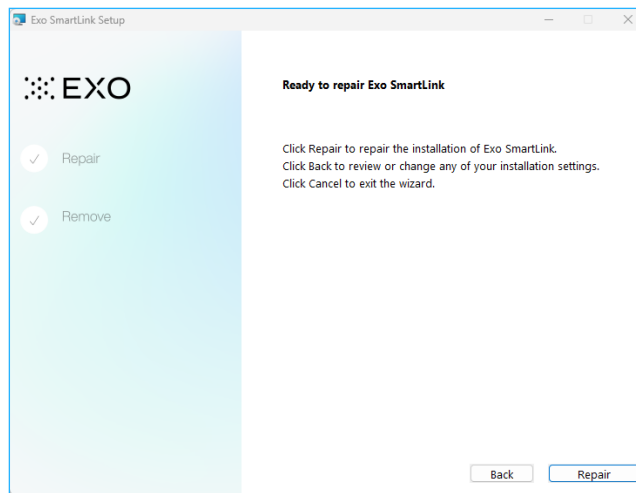 Exo SmartLink Setup
EXO
Repair
Remove
Ready to repair Exo SmartLink
Click Repair to repair the installation of Exo SmartLink.
Click Back to review or change any of your installation settings.
Click Cancel to exit the wizard.
Back
Repair